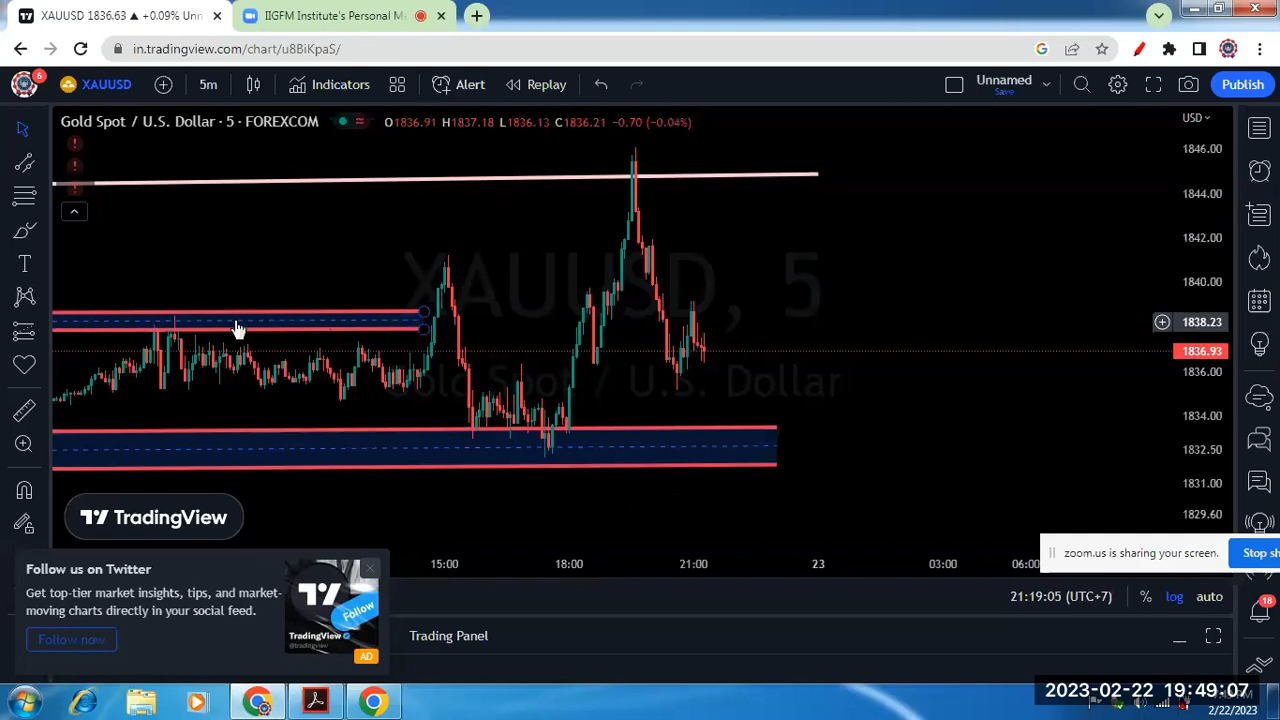 XAUUSD 1836.63 ▲ +0.09% Unn
IIGFM Institute's Personal M
in.tradingview.com/chart/u8BiKpaS/
6
XAUUSD
5m
Indicators
Alert
Replay
Unnamed
Save
Publish
Gold Spot / U.S. Dollar · 5 · FOREXCOM
O1836.91 H1837.18 L1836.13 C1836.21 −0.70 (−0.04%)
USD
1846.00
1844.00
1842.00
1840.00
1838.23
1836.93
1836.00
1834.00
1832.50
1831.00
1829.60
XAUUSD, 5
Gold Spot / U.S. Dollar
TradingView
15:00
18:00
21:00
23
03:00
06:00
zoom.us is sharing your screen.
Stop sh
Follow us on Twitter
Get top-tier market insights, tips, and market-
moving charts directly in your social feed.
Follow now
Follow
TradingView
@tradingview
AD
21:19:05 (UTC+7)
%
log
auto
Trading Panel
18
2023-02-22 19:49:07
2/22/2023